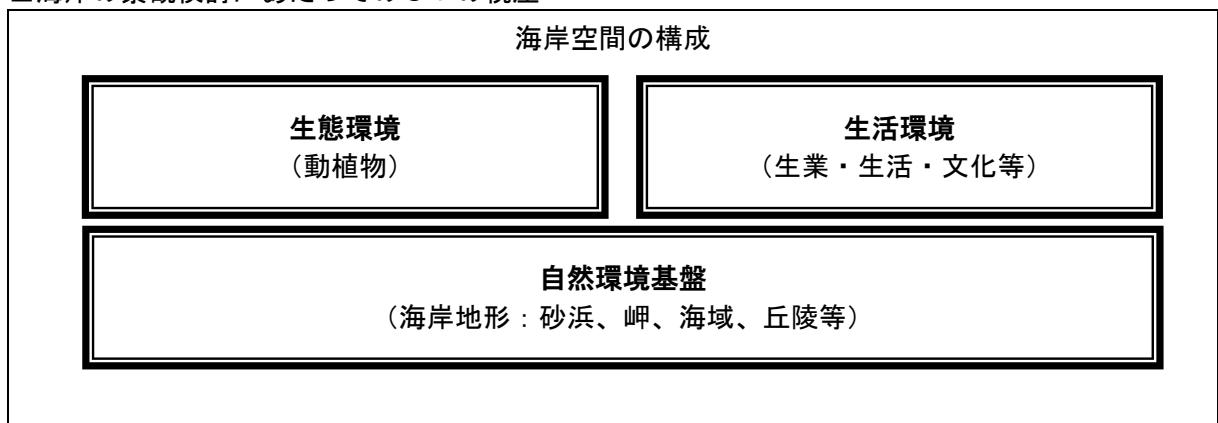 海岸空間の構成
生態環境
（動植物）
生活環境
（生業・生活・文化等）
自然環境基盤
（海岸地形：砂浜、岬、海域、丘陵等）